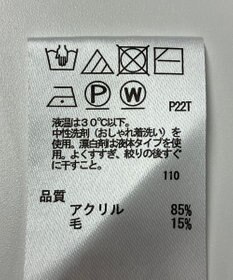 P W P22T
液温は30℃以下。
中性洗剤(おしゃれ着洗い)を
使用。漂白剤は液体タイプを使
用。よくすすぎ、絞りの後すぐ
に干すこと。
110
品質
アクリル 85%
毛 15%